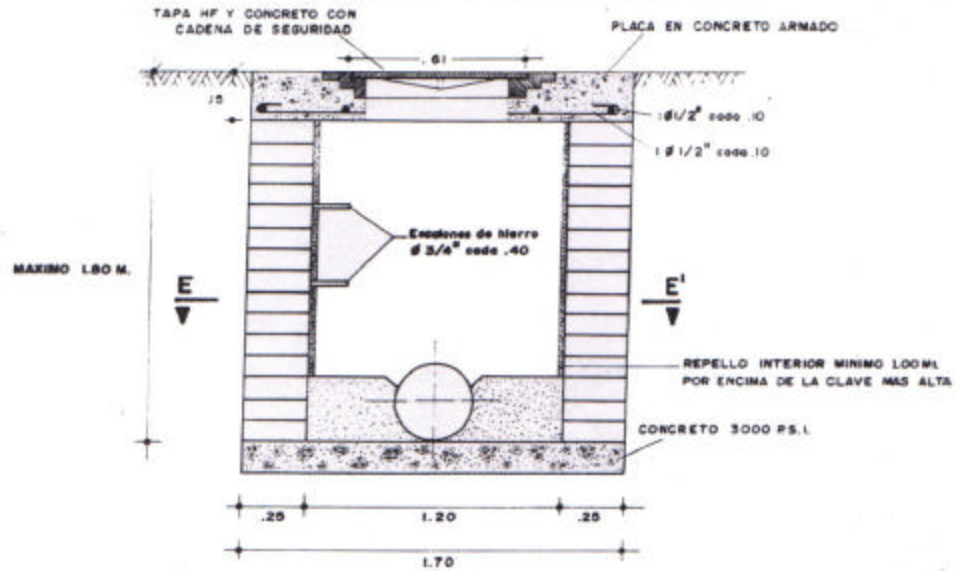 TAPA HF Y CONCRETO CON
CADENA DE SEGURIDAD
PLACA EN CONCRETO ARMADO
.61
.15
1 Ø1/2" cada .10
1 Ø 1/2" cada .10
Escalones de hierro
Ø 3/4" cada .40
MAXIMO 1.80 M.
E
E'
REPELLO INTERIOR MINIMO 1.00 Mt.
POR ENCIMA DE LA CLAVE MAS ALTA
CONCRETO 3000 P.S.I.
.25
1.20
.25
1.70